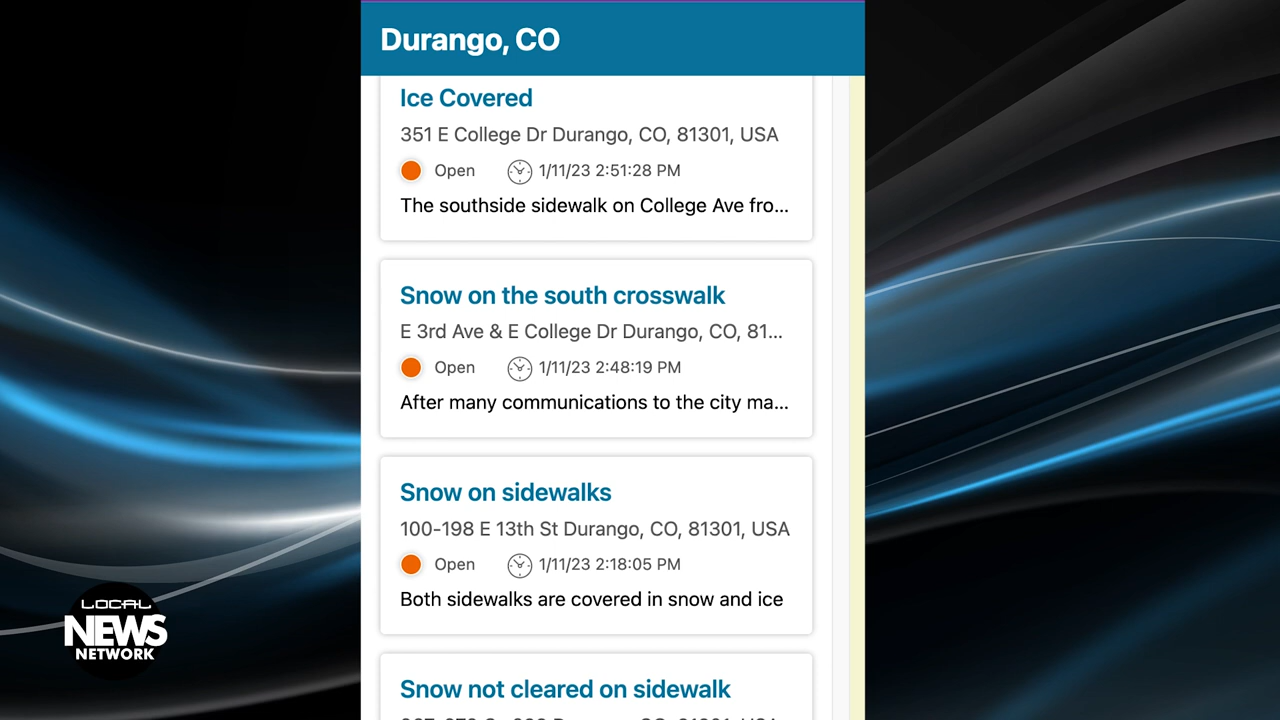 Durango, CO
Ice Covered
351 E College Dr Durango, CO, 81301, USA
Open 1/11/23 2:51:28 PM
The southside sidewalk on College Ave fro...
Snow on the south crosswalk
E 3rd Ave & E College Dr Durango, CO, 81...
Open 1/11/23 2:48:19 PM
After many communications to the city ma...
Snow on sidewalks
100-198 E 13th St Durango, CO, 81301, USA
Open 1/11/23 2:18:05 PM
Both sidewalks are covered in snow and ice
Snow not cleared on sidewalk
LOCAL
NEWS
NETWORK